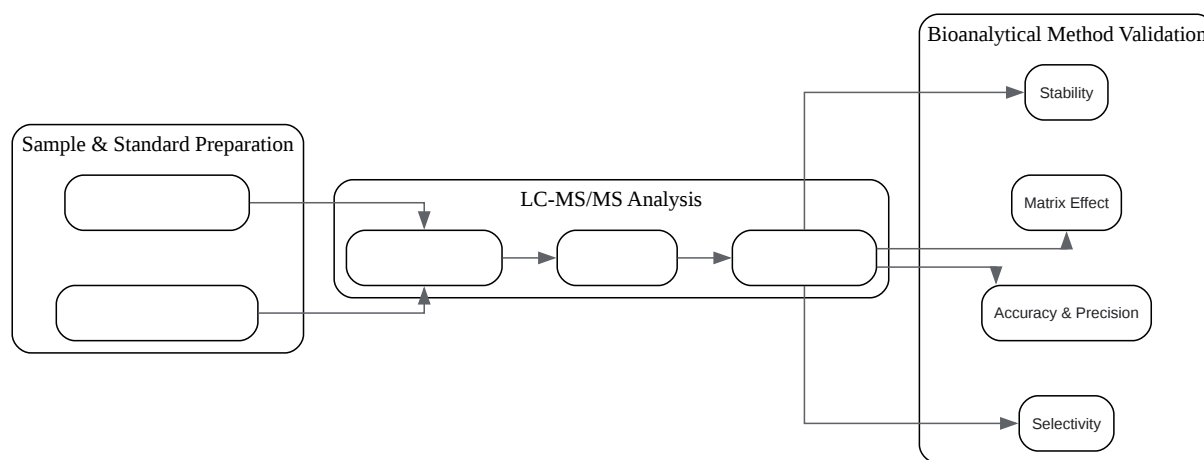 Bioanalytical Method Validation
Stability
Sample & Standard Preparation
LC-MS/MS Analysis
Matrix Effect
Accuracy & Precision
Selectivity